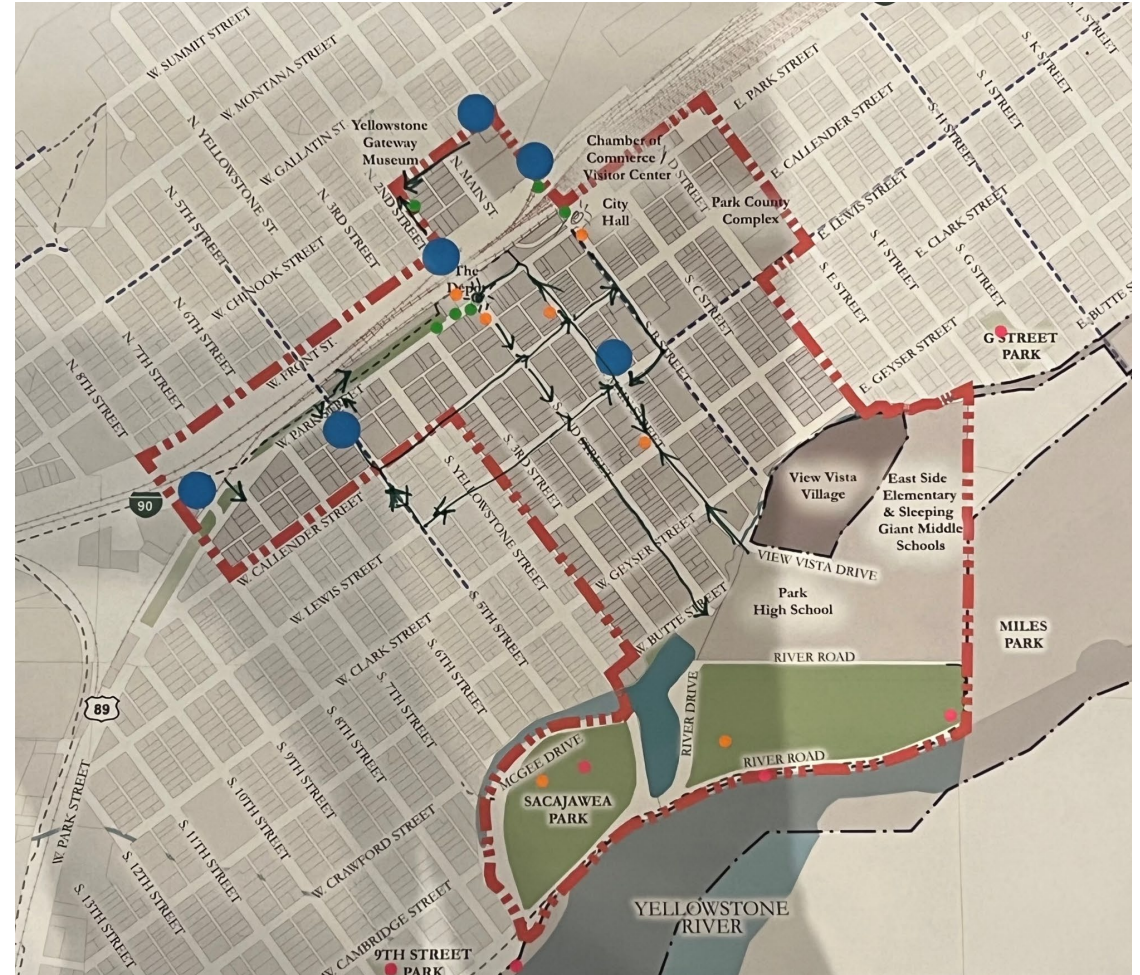 W. SUMMIT STREET
W. MONTANA STREET
N. YELLOWSTONE ST.
W. GALLATIN ST
N. 5TH STREET
N. 3RD STREET
N. 2ND STREET
N. MAIN ST
W. CHINOOK STREET
N. 6TH STREET
N. 7TH STREET
N. 8TH STREET
W. FRONT ST.
W. PARK STREET
Yellowstone
Gateway
Museum
Chamber of
Commerce /
Visitor Center
City
Hall
Park County
Complex
The
Depot
D STREET
E. PARK STREET
E. CALLENDER STREET
E. LEWIS STREET
E. CLARK STREET
S. L STREET
S. K STREET
S. I STREET
S. H STREET
S. G STREET
S. F STREET
S. E STREET
S. C STREET
S. B STREET
E. GEYSER STREET
E. BUTTE S
G STREET
PARK
90
W. CALLENDER STREET
W. LEWIS STREET
W. CLARK STREET
S. YELLOWSTONE STREET
S. 3RD STREET
S. 2ND STREET
S. 5TH STREET
S. 6TH STREET
S. 7TH STREET
S. 8TH STREET
S. 9TH STREET
S. 10TH STREET
S. 11TH STREET
S. 12TH STREET
S. 13TH STREET
W. GEYSER STREET
W. BUTTE STREET
View Vista
Village
East Side
Elementary
& Sleeping
Giant Middle
Schools
VIEW VISTA DRIVE
Park
High School
MILES
PARK
RIVER ROAD
RIVER DRIVE
RIVER ROAD
MCGEE DRIVE
SACAJAWEA
PARK
89
W. PARK STREET
W. CRAWFORD STREET
W. CAMBRIDGE STREET
YELLOWSTONE
RIVER
9TH STREET
PARK